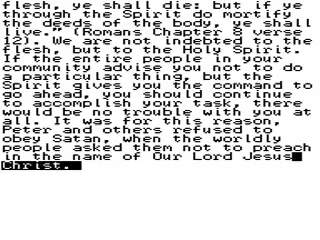 flesh, ye shall die: but if ye
through the Spirit do mortify
the deeds of the body, ye shall
live." (Romans Chapter 8 verse
12). We are not indebted to the
flesh, but to the Holy Spirit.
If the entire people in your
community advise you not to do
a particular thing, but the
Spirit gives you the command to
go ahead, you should continue
to accomplish your task, there
would be no trouble with you at
all. It was for this reason,
Peter and others refused to
obey Satan, when the worldly
people asked them not to preach
in the name of Our Lord Jesus
Christ.